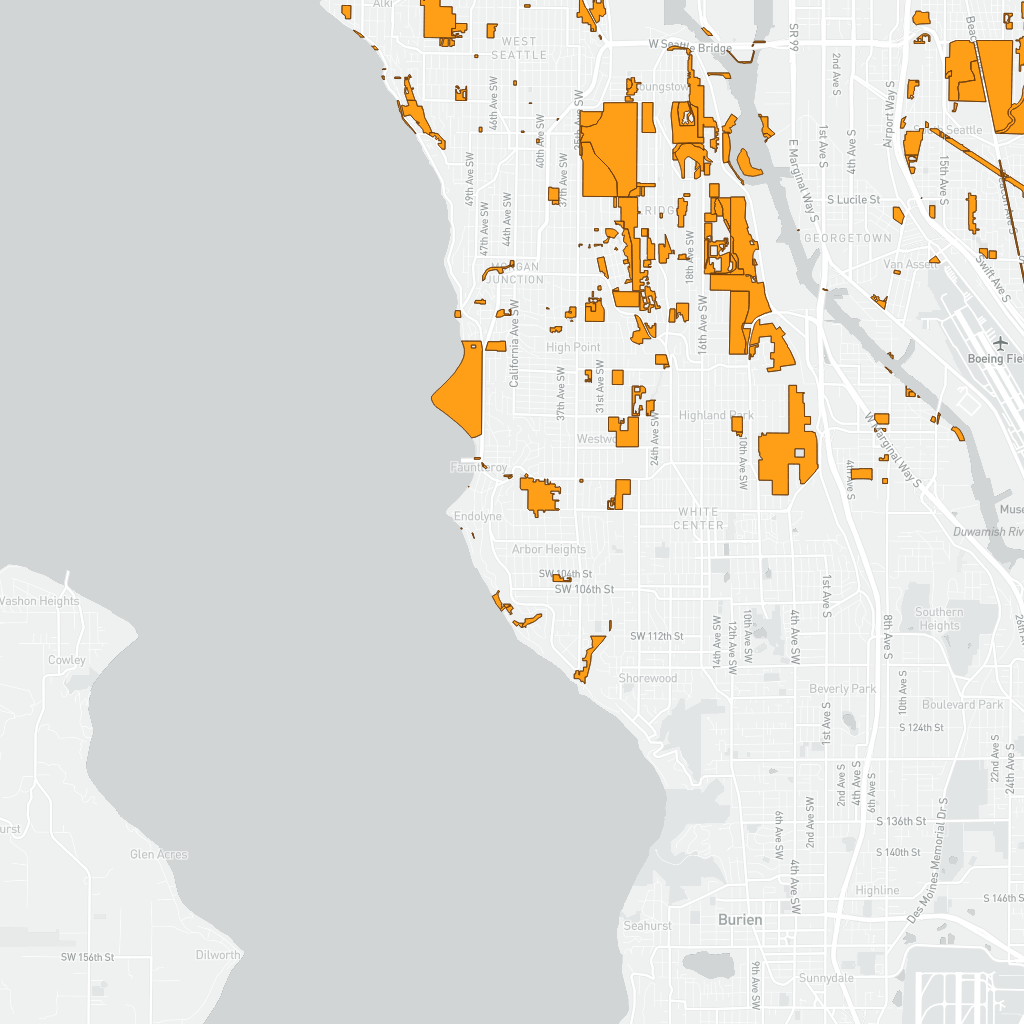 Alki
WEST
SEATTLE
W Seattle Bridge
SR 99
2nd Ave S
Airport Way S
Youngstown
46th Ave SW
40th Ave SW
35th Ave SW
37th Ave SW
1st Ave S
4th Ave S
E Marginal Way S
South Seattle
15th Ave S
49th Ave SW
S Lucile St
47th Ave SW
44th Ave SW
RIDGE
18th Ave SW
GEORGETOWN
Van Asselt
Swift Ave S
MORGAN
JUNCTION
California Ave SW
16th Ave SW
Boeing Field
High Point
37th Ave SW
31st Ave SW
24th Ave SW
Highland Park
10th Ave SW
W Marginal Way S
Westwood
4th Ave S
Fauntleroy
Endolyne
WHITE
CENTER
Duwamish River
Arbor Heights
SW 104th St
SW 106th St
1st Ave S
Vashon Heights
Southern
Heights
8th Ave S
14th Ave SW
12th Ave SW
10th Ave SW
4th Ave SW
SW 112th St
Cowley
Shorewood
Beverly Park
10th Ave S
Boulevard Park
1st Ave S
S 124th St
22nd Ave S
24th Ave S
2nd Ave S
4th Ave S
6th Ave S
6th Ave SW
2nd Ave SW
S 136th St
Des Moines Memorial Dr S
Glen Acres
S 140th St
4th Ave SW
Highline
S 146th St
Burien
Seahurst
Dilworth
SW 156th St
9th Ave SW
Sunnydale